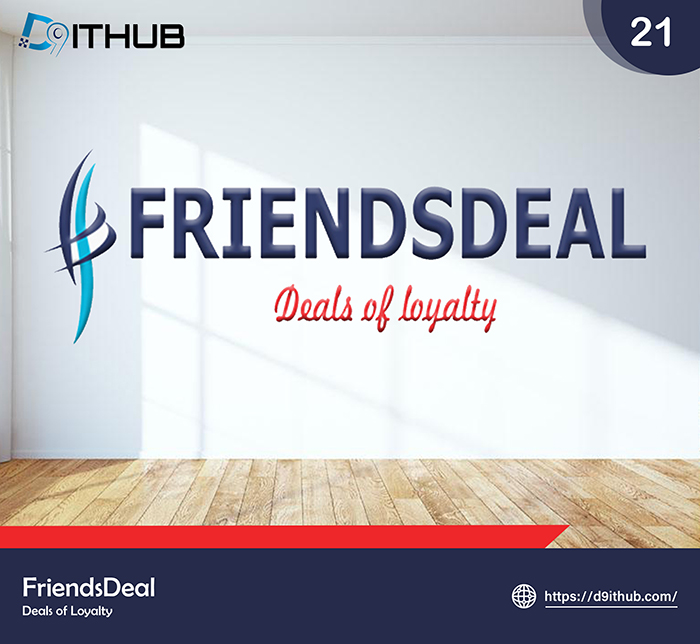 D9ITHUB
21
FRIENDSDEAL
Deals of loyalty
FriendsDeal
Deals of Loyalty
https://d9ithub.com/